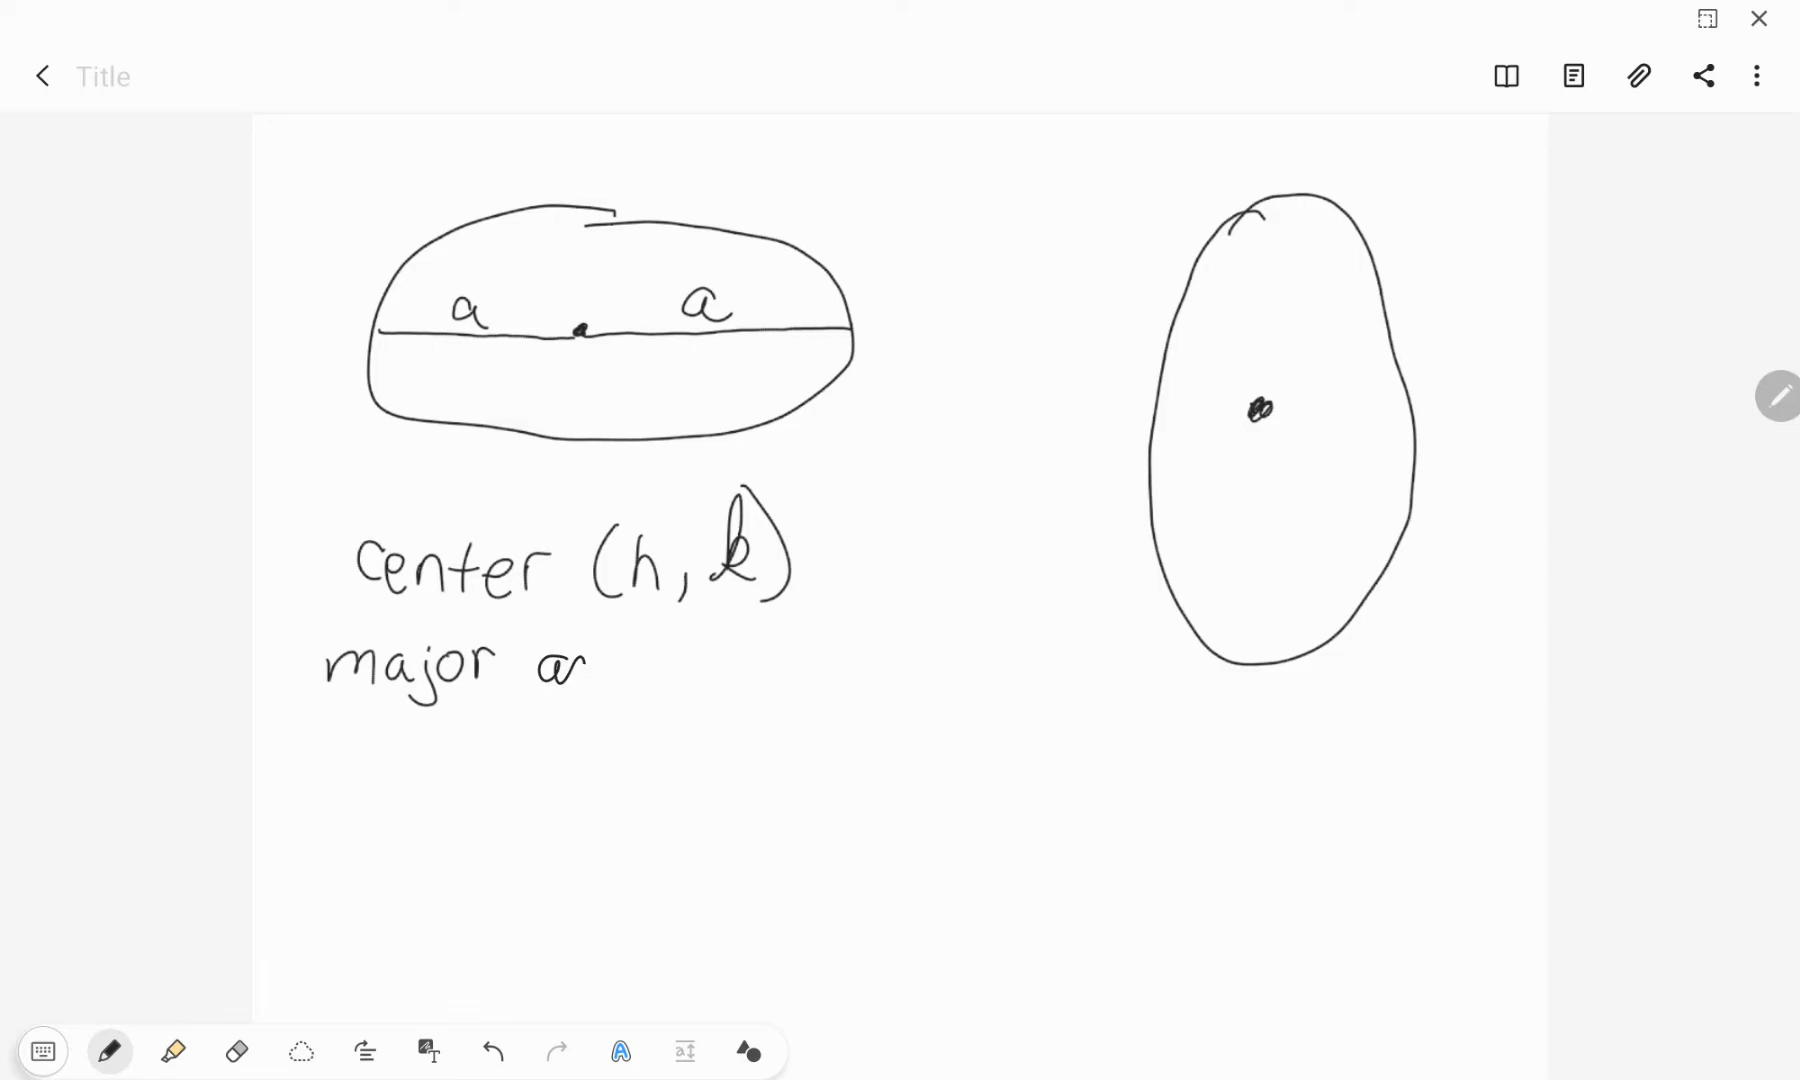 Title
a a
center (h, k)
major a